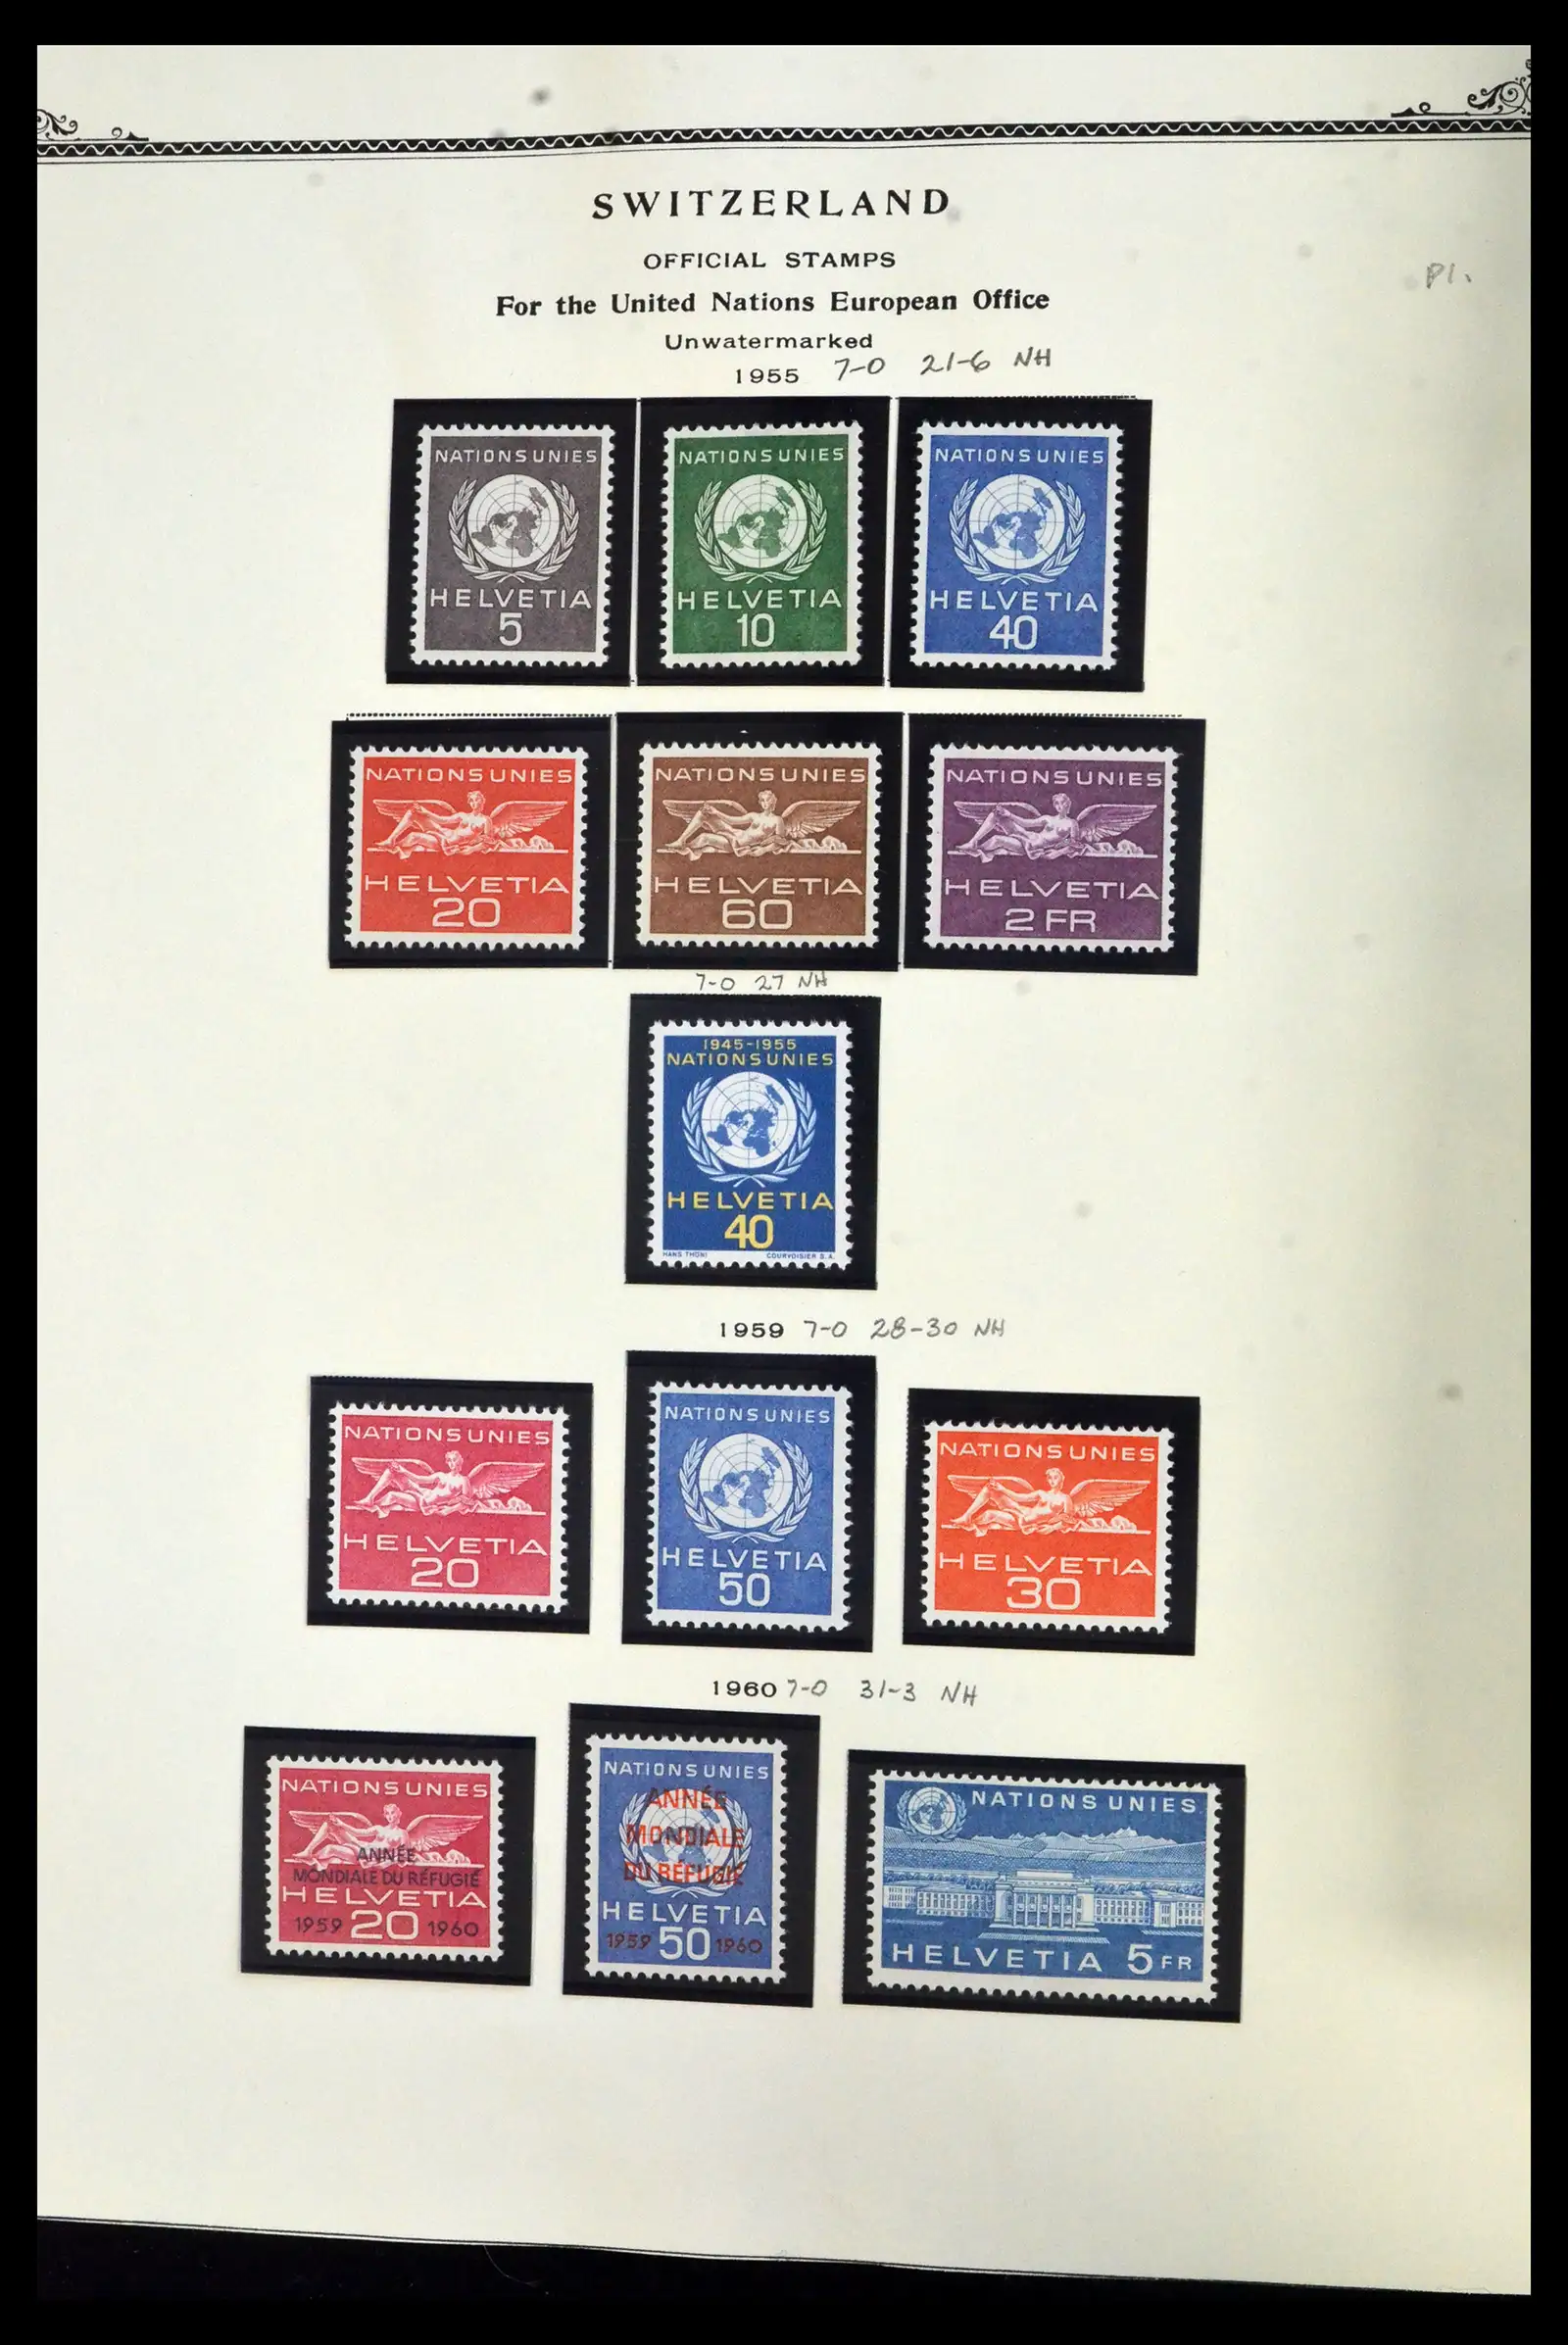 SWITZERLAND
OFFICIAL STAMPS
P1.
For the United Nations European Office
Unwatermarked
1955 7-0 21-6 NH
NATIONS UNIES
HELVETIA
5
NATIONS UNIES
HELVETIA
10
NATIONS UNIES
HELVETIA
40
NATIONS UNIES
HELVETIA
20
NATIONS UNIES
HELVETIA
60
NATIONS UNIES
HELVETIA
2 FR
7-0 27 NH
1945-1955
NATIONS UNIES
HELVETIA
40
HANS THÖNI COURVOISIER S.A.
1959 7-0 28-30 NH
NATIONS UNIES
HELVETIA
20
NATIONS UNIES
HELVETIA
50
NATIONS UNIES
HELVETIA
30
1960 7-0 31-3 NH
NATIONS UNIES
ANNÉE
MONDIALE DU RÉFUGIÉ
HELVETIA
1959 20 1960
NATIONS UNIES
ANNÉE
MONDIALE
DU RÉFUGIÉ
HELVETIA
1959 50 1960
NATIONS UNIES
HELVETIA 5 FR